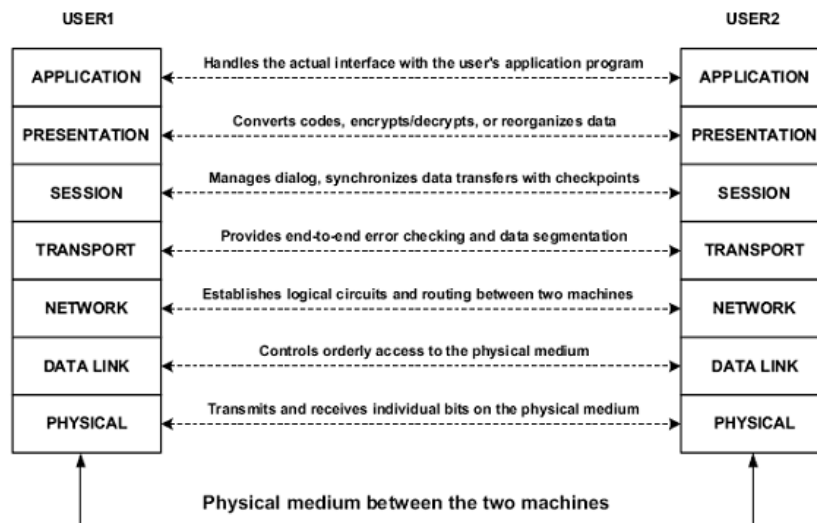 USER1 USER2
APPLICATION Handles the actual interface with the user's application program APPLICATION
PRESENTATION Converts codes, encrypts/decrypts, or reorganizes data PRESENTATION
SESSION Manages dialog, synchronizes data transfers with checkpoints SESSION
TRANSPORT Provides end-to-end error checking and data segmentation TRANSPORT
NETWORK Establishes logical circuits and routing between two machines NETWORK
DATA LINK Controls orderly access to the physical medium DATA LINK
PHYSICAL Transmits and receives individual bits on the physical medium PHYSICAL
Physical medium between the two machines